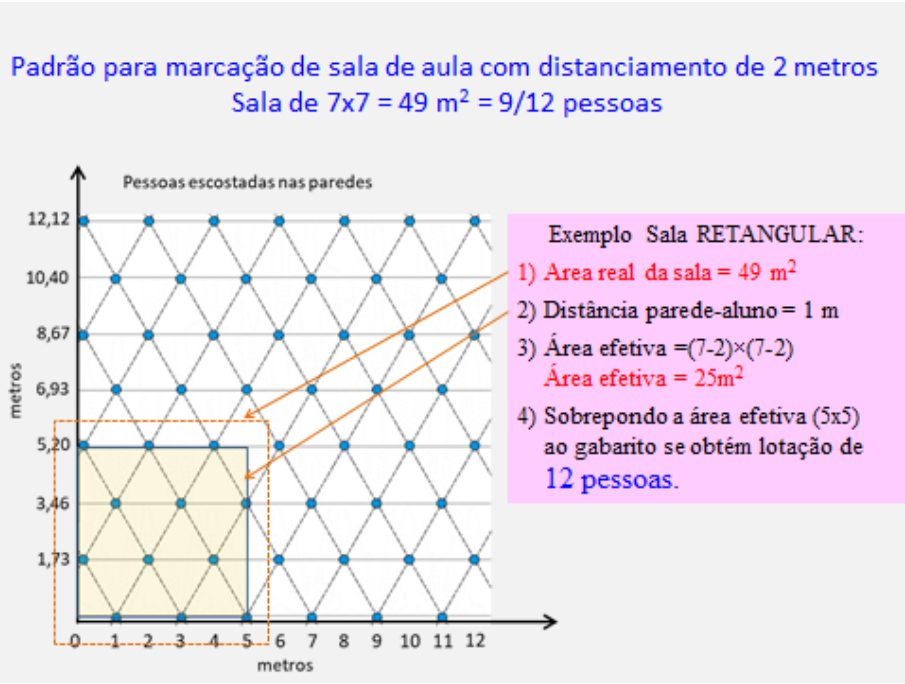 Padrão para marcação de sala de aula com distanciamento de 2 metros
Sala de 7x7 = 49 m² = 9/12 pessoas
Pessoas escostadas nas paredes
12,12
10,40
8,67
6,93
5,20
3,46
1,73
metros
0 1 2 3 4 5 6 7 8 9 10 11 12
metros
Exemplo Sala RETANGULAR:
1) Area real da sala = 49 m²
2) Distância parede-aluno = 1 m
3) Área efetiva =(7-2)×(7-2)
Área efetiva = 25m²
4) Sobrepondo a área efetiva (5x5)
ao gabarito se obtém lotação de
12 pessoas.